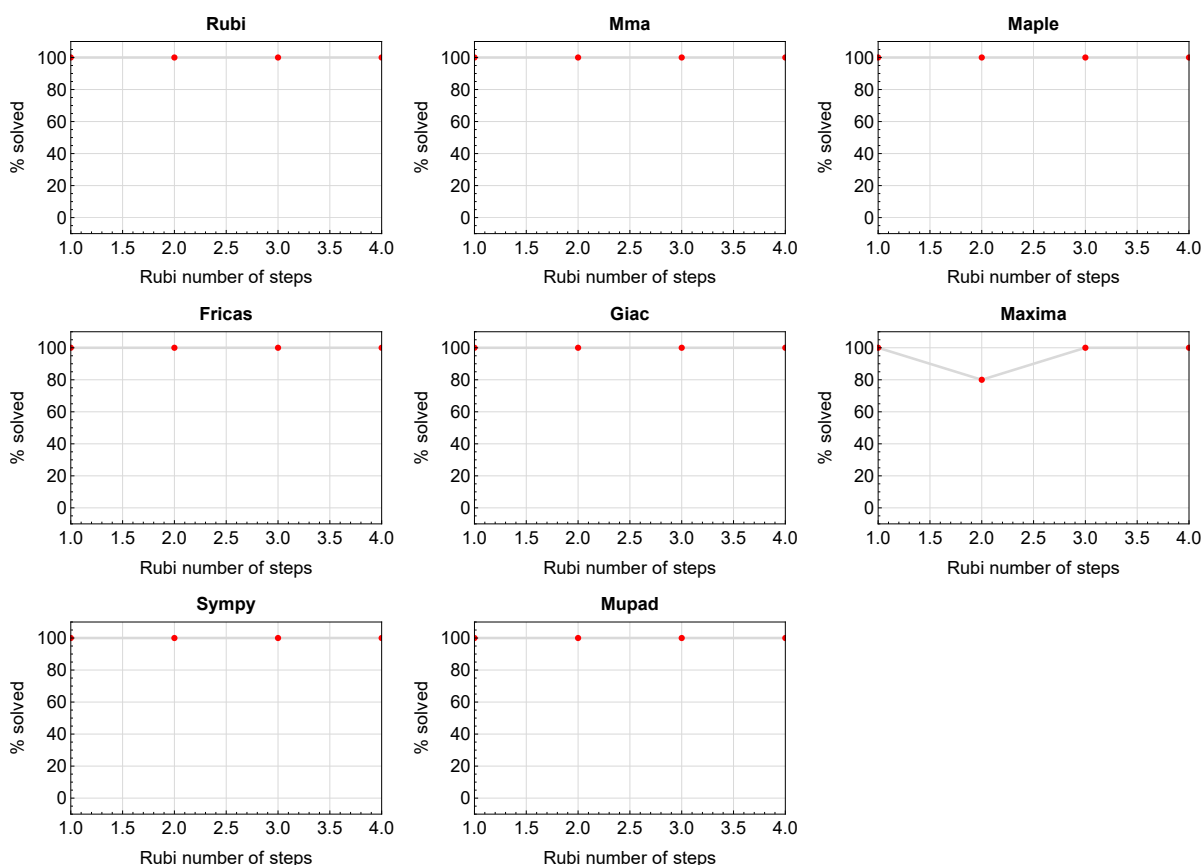 Rubi Mma Maple
100 100 100
80 80 80
60 60 60
40 40 40
20 20 20
0 0 0
% solved % solved % solved
1.0 1.5 2.0 2.5 3.0 3.5 4.0 1.0 1.5 2.0 2.5 3.0 3.5 4.0 1.0 1.5 2.0 2.5 3.0 3.5 4.0
Rubi number of steps Rubi number of steps Rubi number of steps
Fricas Giac Maxima
100 100 100
80 80 80
60 60 60
40 40 40
20 20 20
0 0 0
% solved % solved % solved
1.0 1.5 2.0 2.5 3.0 3.5 4.0 1.0 1.5 2.0 2.5 3.0 3.5 4.0 1.0 1.5 2.0 2.5 3.0 3.5 4.0
Rubi number of steps Rubi number of steps Rubi number of steps
Sympy Mupad
100 100
80 80
60 60
40 40
20 20
0 0
% solved % solved
1.0 1.5 2.0 2.5 3.0 3.5 4.0 1.0 1.5 2.0 2.5 3.0 3.5 4.0
Rubi number of steps Rubi number of steps